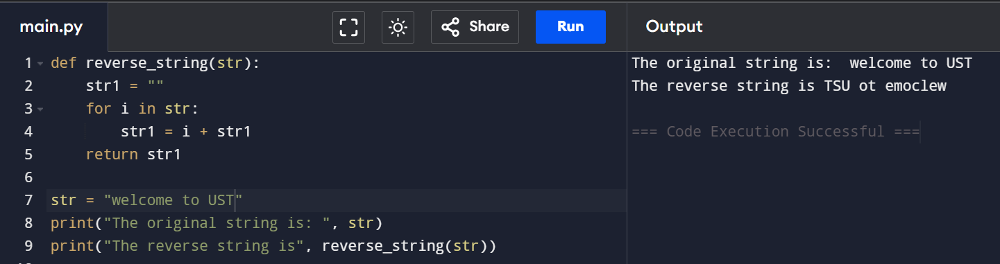 main.py Share Run Output
1 def reverse_string(str):
2     str1 = ""
3     for i in str:
4         str1 = i + str1
5     return str1
6
7 str = "welcome to UST"
8 print("The original string is: ", str)
9 print("The reverse string is", reverse_string(str))
The original string is:  welcome to UST
The reverse string is TSU ot emoclew
=== Code Execution Successful ===